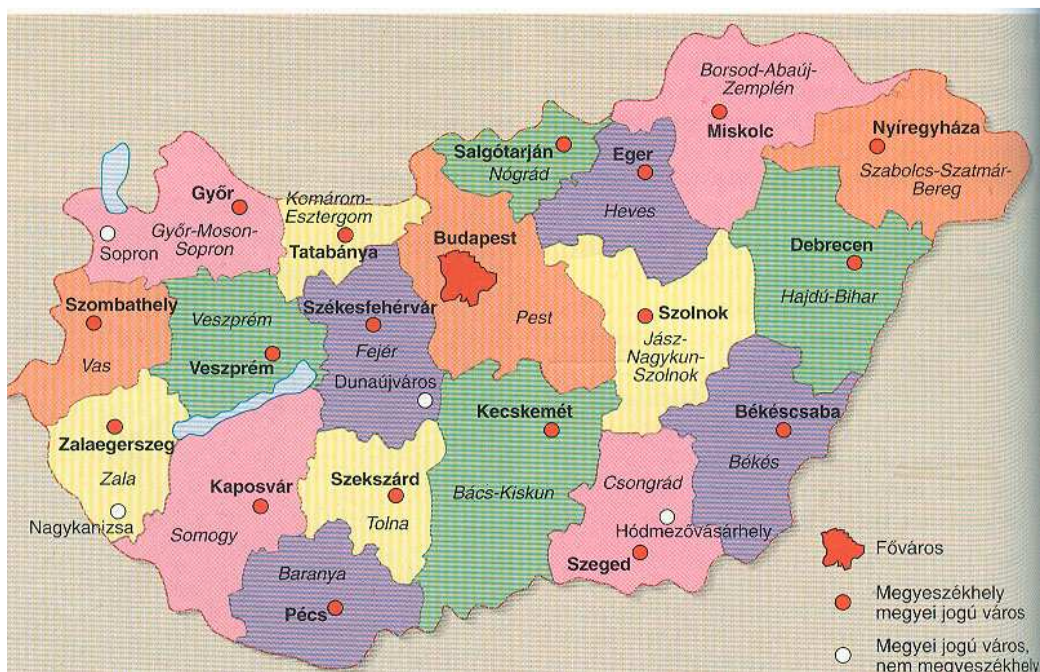 Borsod-Abaúj-
Zemplén
Miskolc
Nyíregyháza
Szabolcs-Szatmár-
Bereg
Salgótarján
Nógrád
Eger
Heves
Győr
Győr-Moson-
Sopron
Sopron
Komárom-
Esztergom
Tatabánya
Budapest
Pest
Debrecen
Hajdú-Bihar
Szombathely
Vas
Veszprém
Veszprém
Székesfehérvár
Fejér
Dunaújváros
Szolnok
Jász-
Nagykun-
Szolnok
Zalaegerszeg
Zala
Nagykanizsa
Kaposvár
Somogy
Szekszárd
Tolna
Kecskemét
Bács-Kiskun
Békéscsaba
Békés
Csongrád
Hódmezővásárhely
Szeged
Baranya
Pécs
Főváros
Megyeszékhely
megyei jogú város
Megyei jogú város,
nem megyeszékhely